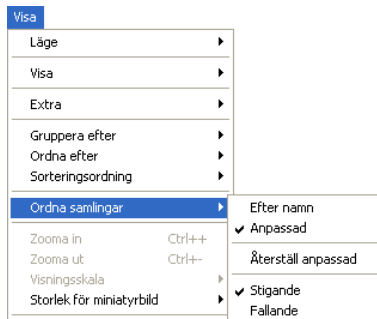 Visa
Läge
Visa
Extra
Gruppera efter
Ordna efter
Sorteringsordning
Ordna samlingar
Zooma in Ctrl++
Zooma ut Ctrl+-
Visningsskala
Storlek för miniatyrbild
Efter namn
Anpassad
Återställ anpassad
Stigande
Fallande